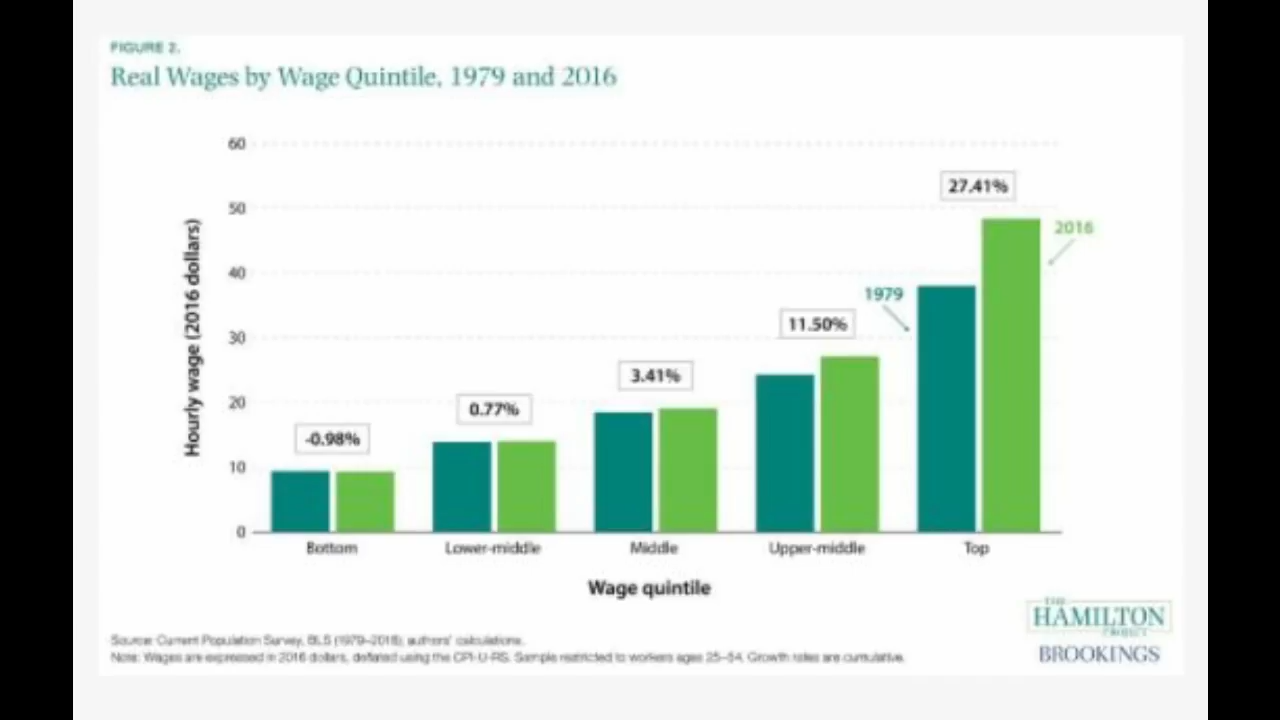 FIGURE 2.
Real Wages by Wage Quintile, 1979 and 2016
Hourly wage (2016 dollars)
60
50
40
30
20
10
0
-0.98%
0.77%
3.41%
11.50%
27.41%
1979
2016
Bottom
Lower-middle
Middle
Upper-middle
Top
Wage quintile
Source: Current Population Survey, BLS (1979–2016); authors' calculations.
Note: Wages are expressed in 2016 dollars, deflated using the CPI-U-RS. Sample restricted to workers ages 25–54. Growth rates are cumulative.
THE
HAMILTON
PROJECT
BROOKINGS